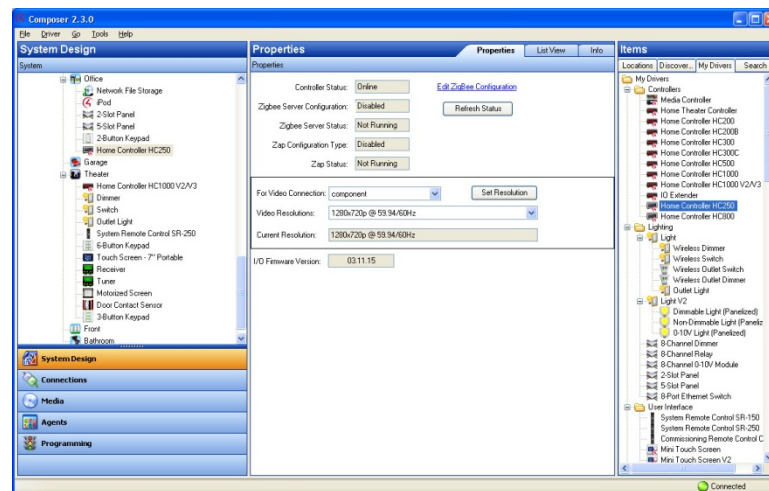 Composer 2.3.0
File Driver Go Tools Help
System Design
System
Office
Network File Storage
iPod
2-Slot Panel
5-Slot Panel
2-Button Keypad
Home Controller HC250
Garage
Theater
Home Controller HC1000 V2/V3
Dimmer
Switch
Outlet Light
System Remote Control SR-250
6-Button Keypad
Touch Screen - 7" Portable
Receiver
Tuner
Motorized Screen
Door Contact Sensor
3-Button Keypad
Front
Bathroom
System Design
Connections
Media
Agents
Programming
Properties
Properties List View Info
Properties
Controller Status: Online Edit ZigBee Configuration
Zigbee Server Configuration: Disabled Refresh Status
Zigbee Server Status: Not Running
Zap Configuration Type: Disabled
Zap Status: Not Running
For Video Connection: component Set Resolution
Video Resolutions: 1280x720p @ 59.94/60Hz
Current Resolution: 1280x720p @ 59.94/60Hz
I/O Firmware Version: 03.11.15
Items
Locations Discover... My Drivers Search
My Drivers
Controllers
Media Controller
Home Theater Controller
Home Controller HC200
Home Controller HC200B
Home Controller HC300
Home Controller HC300C
Home Controller HC500
Home Controller HC1000
Home Controller HC1000 V2/V3
IO Extender
Home Controller HC250
Home Controller HC800
Lighting
Light
Wireless Dimmer
Wireless Switch
Wireless Outlet Switch
Wireless Outlet Dimmer
Outlet Light
Light V2
Dimmable Light (Panelized)
Non-Dimmable Light (Paneliz
0-10V Light (Panelized)
8-Channel Dimmer
8-Channel Relay
8-Channel 0-10V Module
2-Slot Panel
5-Slot Panel
8-Port Ethernet Switch
User Interface
System Remote Control SR-150
System Remote Control SR-250
Commissioning Remote Control C
Mini Touch Screen
Mini Touch Screen V2
Connected